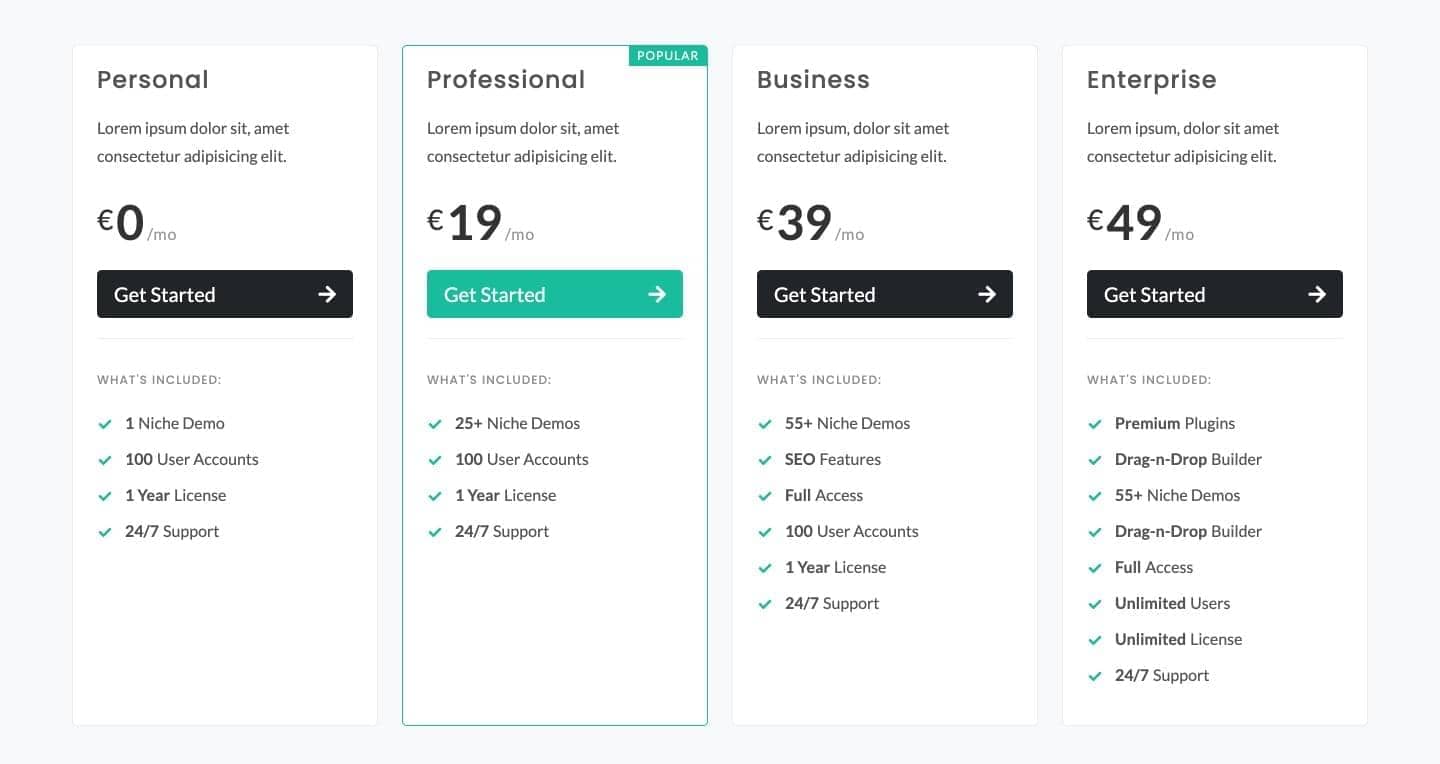 Personal
Lorem ipsum dolor sit, amet
consectetur adipisicing elit.
€0/mo
Get Started
WHAT'S INCLUDED:
1 Niche Demo
100 User Accounts
1 Year License
24/7 Support
POPULAR
Professional
Lorem ipsum dolor sit, amet
consectetur adipisicing elit.
€19/mo
Get Started
WHAT'S INCLUDED:
25+ Niche Demos
100 User Accounts
1 Year License
24/7 Support
Business
Lorem ipsum, dolor sit amet
consectetur adipisicing elit.
€39/mo
Get Started
WHAT'S INCLUDED:
55+ Niche Demos
SEO Features
Full Access
100 User Accounts
1 Year License
24/7 Support
Enterprise
Lorem ipsum, dolor sit amet
consectetur adipisicing elit.
€49/mo
Get Started
WHAT'S INCLUDED:
Premium Plugins
Drag-n-Drop Builder
55+ Niche Demos
Drag-n-Drop Builder
Full Access
Unlimited Users
Unlimited License
24/7 Support